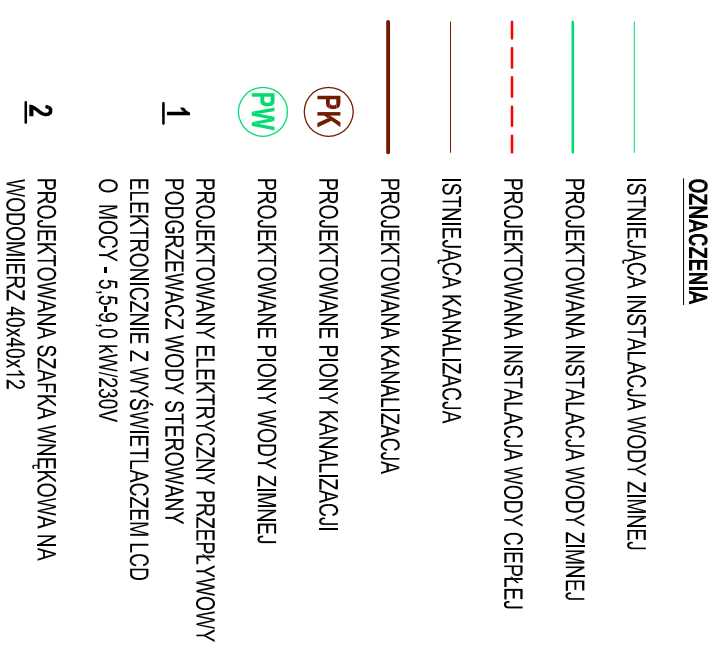 OZNACZENIA
ISTNIEJĄCA INSTALACJA WODY ZIMNEJ
PROJEKTOWANA INSTALACJA WODY ZIMNEJ
PROJEKTOWANA INSTALACJA WODY CIEPŁEJ
ISTNIEJĄCA KANALIZACJA
PROJEKTOWANA KANALIZACJA
PK PROJEKTOWANE PIONY KANALIZACJI
PW PROJEKTOWANE PIONY WODY ZIMNEJ
1 PROJEKTOWANY ELEKTRYCZNY PRZEPŁYWOWY
PODGRZEWACZ WODY STEROWANY
ELEKTRONICZNIE Z WYŚWIETLACZEM LCD
O MOCY - 5,5-9,0 kW/230V
2 PROJEKTOWANA SZAFKA WNĘKOWA NA
WODOMIERZ 40x40x12